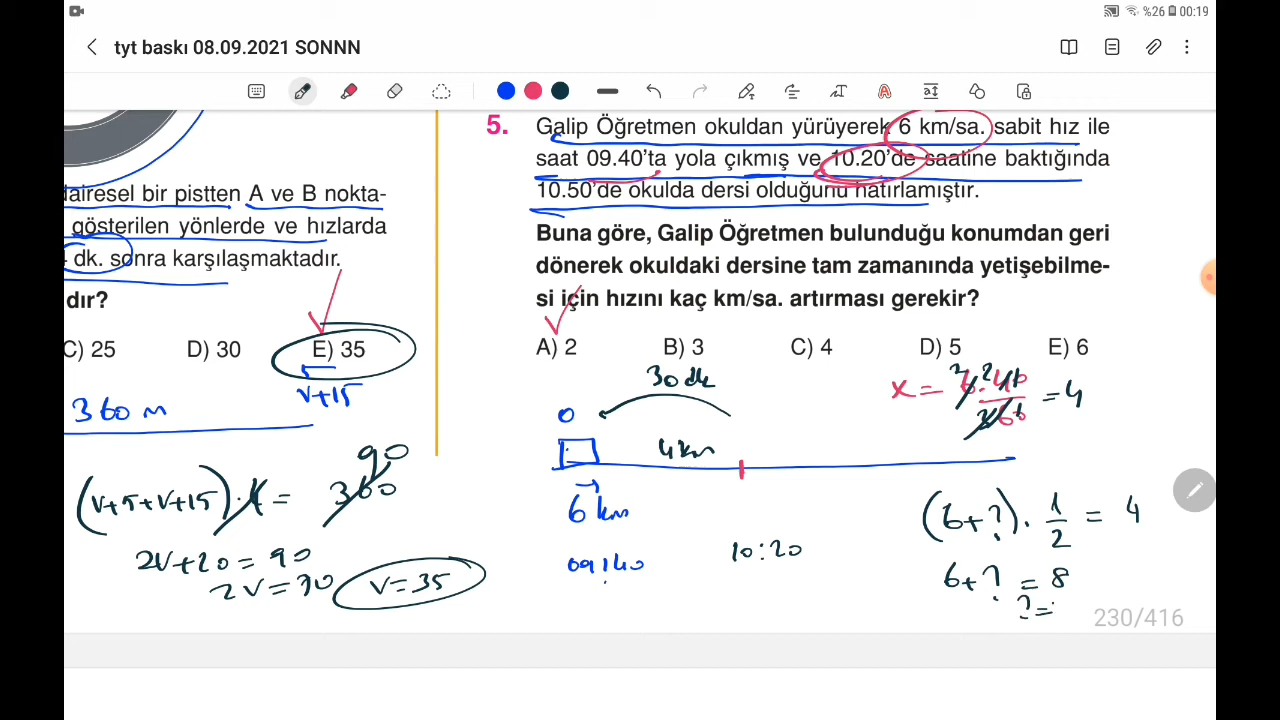 %26 00:19
tyt baskı 08.09.2021 SONNN
dairesel bir pistten A ve B nokta-
gösterilen yönlerde ve hızlarda
dk. sonra karşılaşmaktadır.
dır?
C) 25 D) 30 E) 35
v+15
360 m
(v+5+v+15).4 = 360
90
2v+20=90
2v=70
v=35
5. Galip Öğretmen okuldan yürüyerek 6 km/sa. sabit hız ile
saat 09.40'ta yola çıkmış ve 10.20'de saatine baktığında
10.50'de okulda dersi olduğunu hatırlamıştır.
Buna göre, Galip Öğretmen bulunduğu konumdan geri
dönerek okuldaki dersine tam zamanında yetişebilme-
si için hızını kaç km/sa. artırması gerekir?
A) 2 B) 3 C) 4 D) 5 E) 6
30 dk
O
4km
6 km
09:40
10:20
x = 6.40/60 = 4
(6+?).1/2 = 4
6+? = 8
?=
230/416